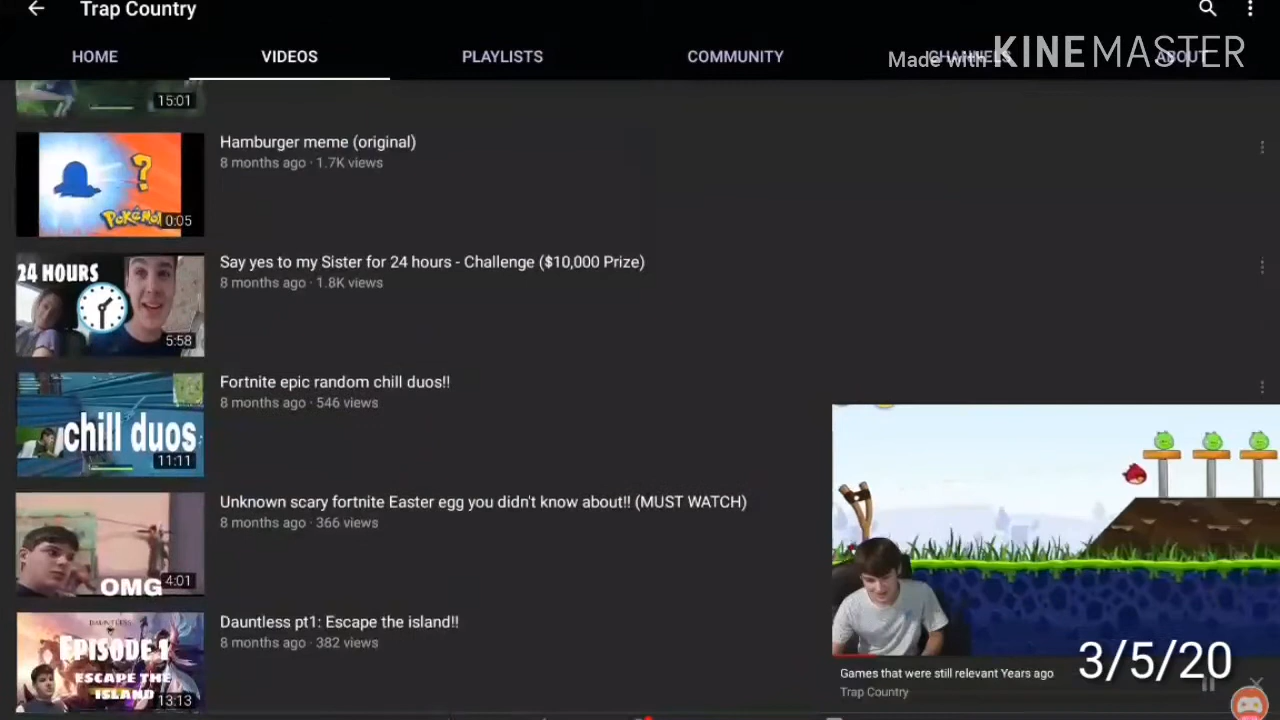 Trap Country
HOME
VIDEOS
PLAYLISTS
COMMUNITY
CHANNELS
ABOUT
Made with KINEMASTER
15:01
Hamburger meme (original)
8 months ago · 1.7K views
?
POKéMON
0:05
Say yes to my Sister for 24 hours - Challenge ($10,000 Prize)
8 months ago · 1.8K views
24 HOURS
5:58
Fortnite epic random chill duos!!
8 months ago · 546 views
chill duos
11:11
Unknown scary fortnite Easter egg you didn't know about!! (MUST WATCH)
8 months ago · 366 views
OMG
4:01
Dauntless pt1: Escape the island!!
8 months ago · 382 views
DAUNTLESS
EPISODE 1
ESCAPE THE
ISLAND
13:13
Games that were still relevant Years ago
Trap Country
3/5/20